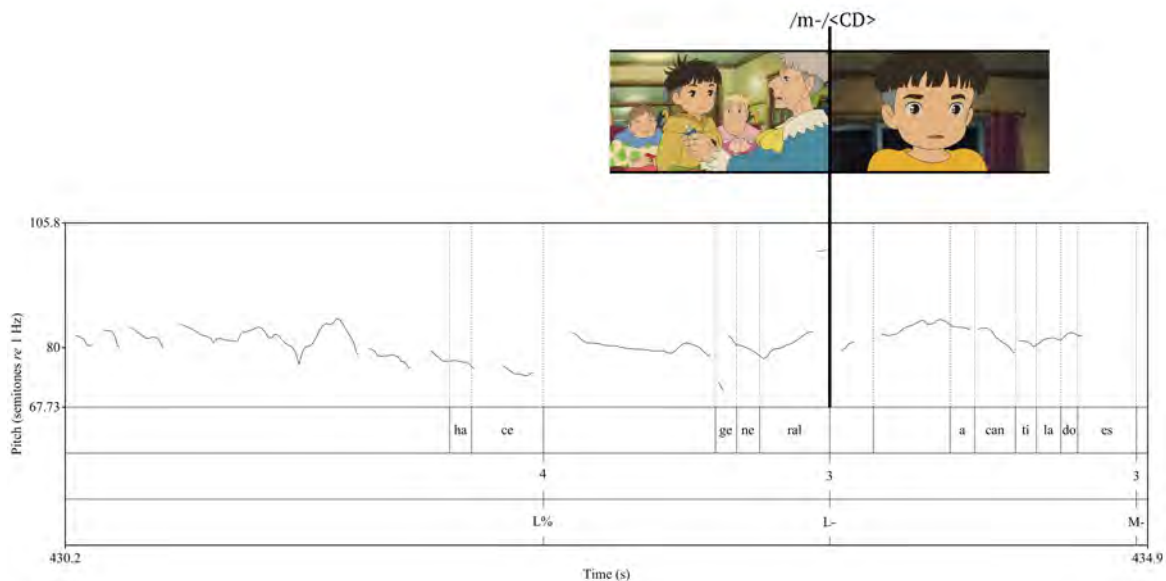 /m-/<CD>
105.8
80
67.73
Pitch (semitones re 1 Hz)
ha ce ge ne ral a can ti la do es
4 3 3
L% L- M-
430.2 434.9
Time (s)